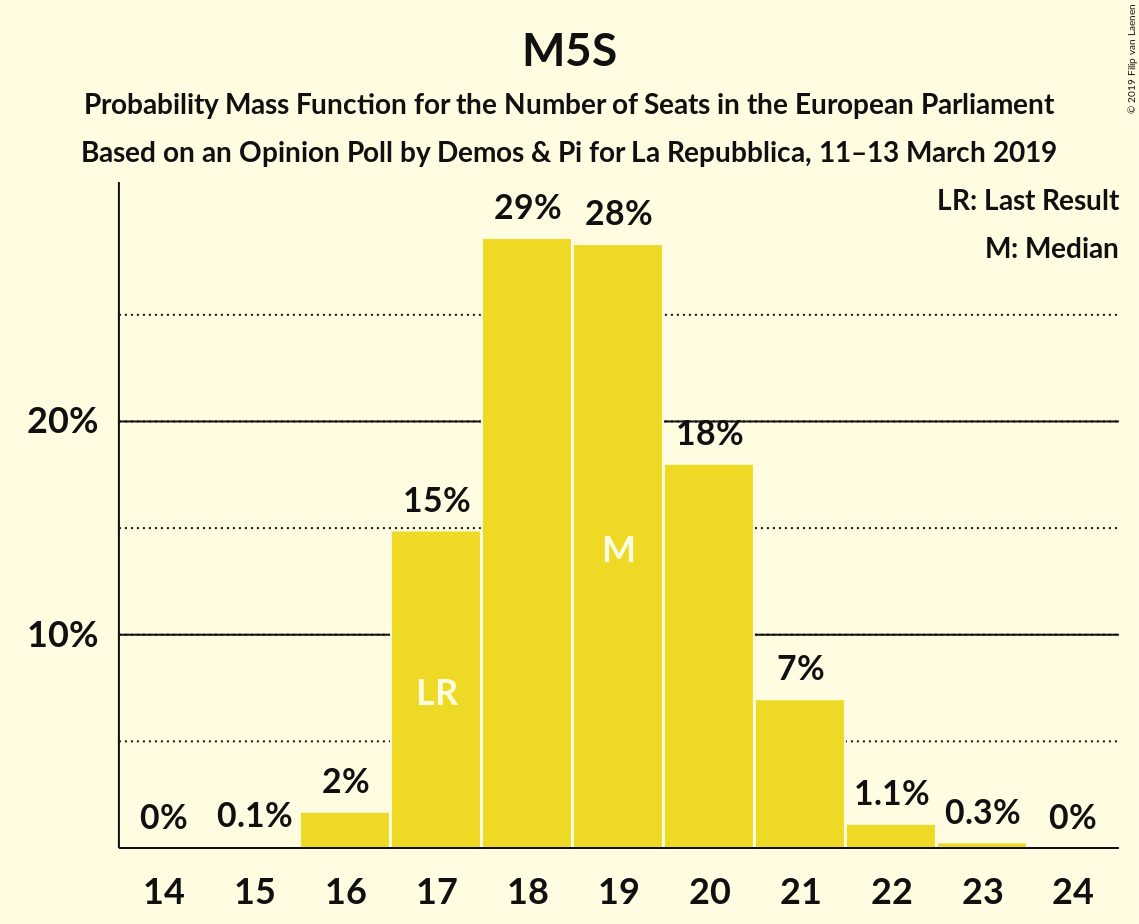 M5S
Probability Mass Function for the Number of Seats in the European Parliament
Based on an Opinion Poll by Demos & Pi for La Repubblica, 11–13 March 2019
© 2019 Filip van Laenen
LR: Last Result
M: Median
29%
28%
20%
18%
15%
M
10%
7%
LR
2%
1.1%
0%
0.1%
0.3%
0%
14 15 16 17 18 19 20 21 22 23 24